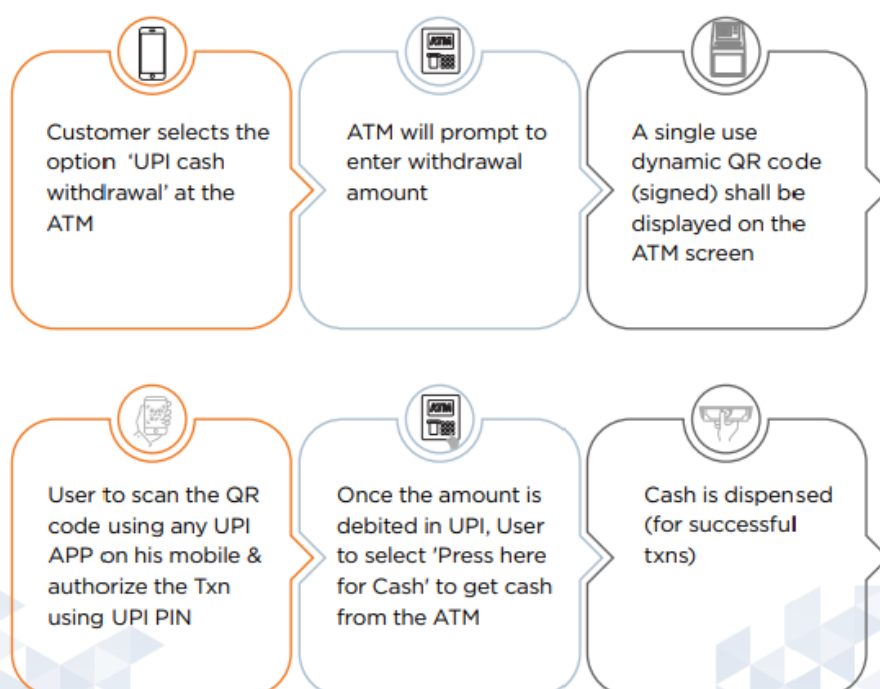 ATM
Customer selects the
option 'UPI cash
withdrawal' at the
ATM
ATM will prompt to
enter withdrawal
amount
A single use
dynamic QR code
(signed) shall be
displayed on the
ATM screen
ATM
User to scan the QR
code using any UPI
APP on his mobile &
authorize the Txn
using UPI PIN
Once the amount is
debited in UPI, User
to select 'Press here
for Cash' to get cash
from the ATM
Cash is dispensed
(for successful
txns)